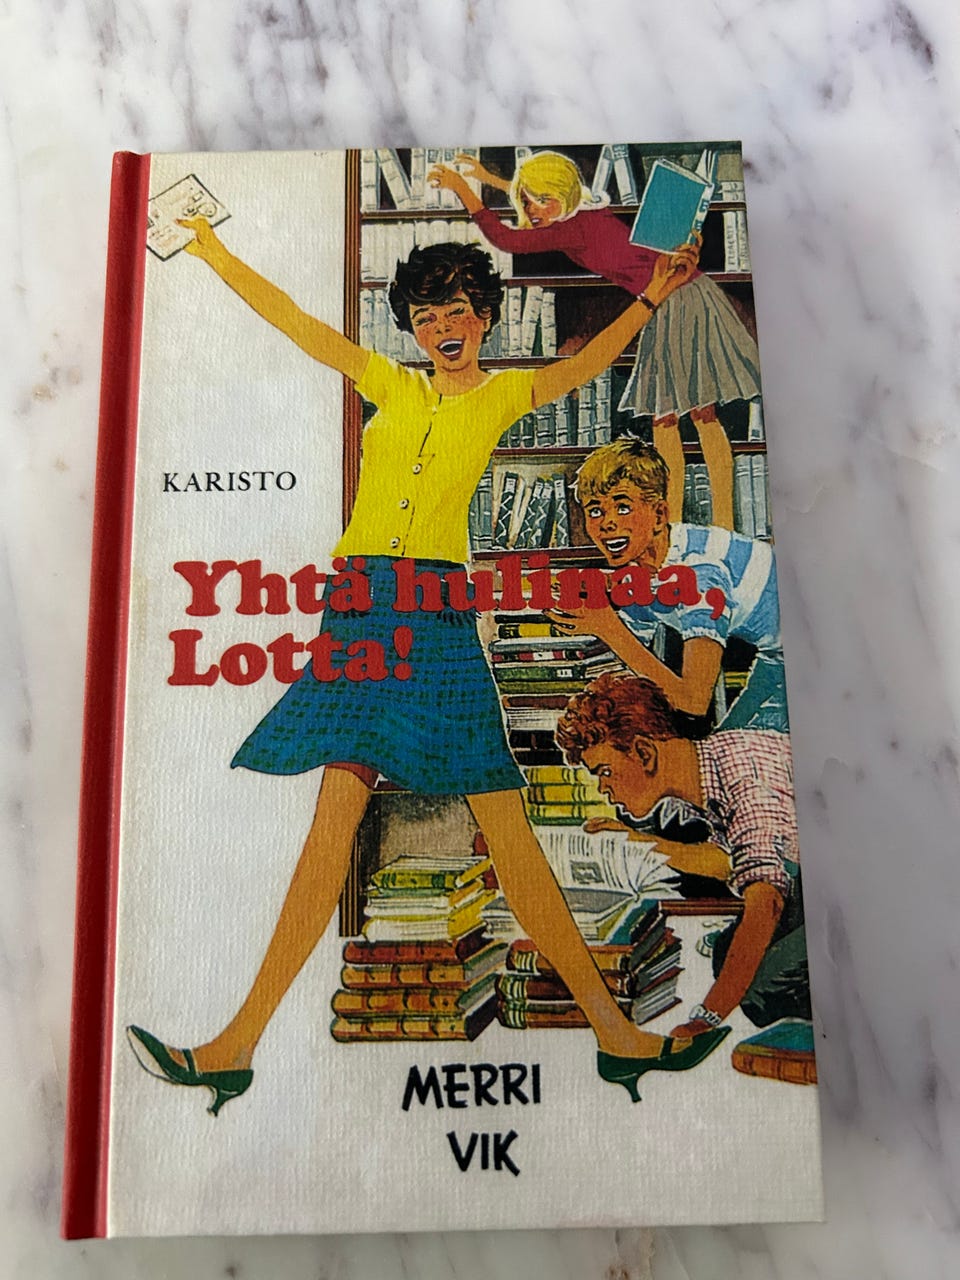 KARISTO
Yhtä hulinaa,
Lotta!
MERRI
VIK